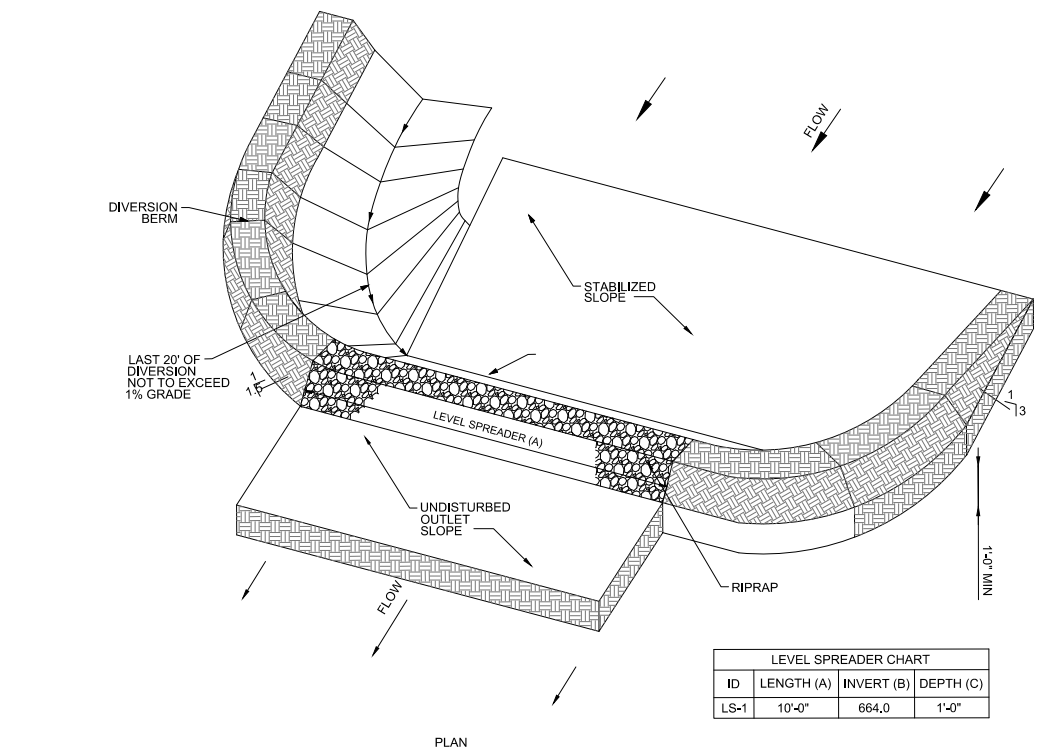 FLOW
DIVERSION
BERM
STABILIZED
SLOPE
LAST 20' OF
DIVERSION
NOT TO EXCEED
1% GRADE
1
1.5
1
3
LEVEL SPREADER (A)
UNDISTURBED
OUTLET
SLOPE
1'-0" MIN
RIPRAP
FLOW
LEVEL SPREADER CHART
ID LENGTH (A) INVERT (B) DEPTH (C)
LS-1 10'-0" 664.0 1'-0"
PLAN